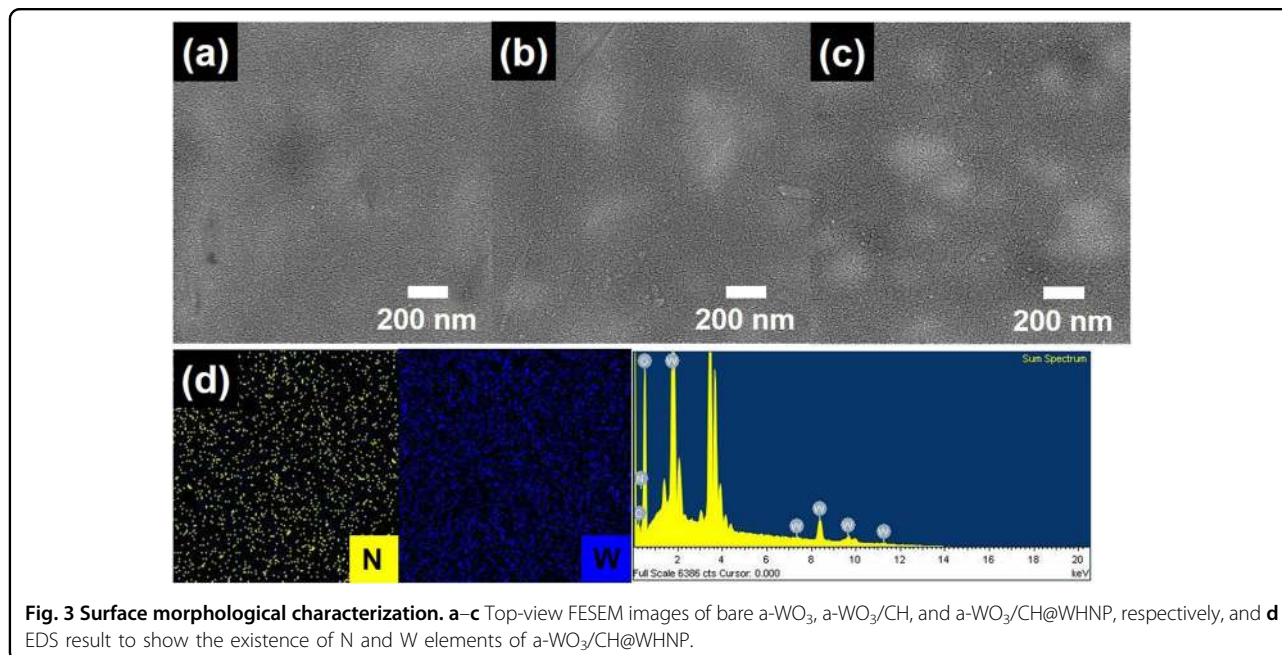 (a) (b) (c)
200 nm 200 nm 200 nm
(d) N W
Sum Spectrum
O W
N
C
W W W W
2 4 6 8 10 12 14 16 18 20
Full Scale 6386 cts Cursor: 0.000 keV
Fig. 3 Surface morphological characterization. a–c Top-view FESEM images of bare a-WO₃, a-WO₃/CH, and a-WO₃/CH@WHNP, respectively, and d
EDS result to show the existence of N and W elements of a-WO₃/CH@WHNP.